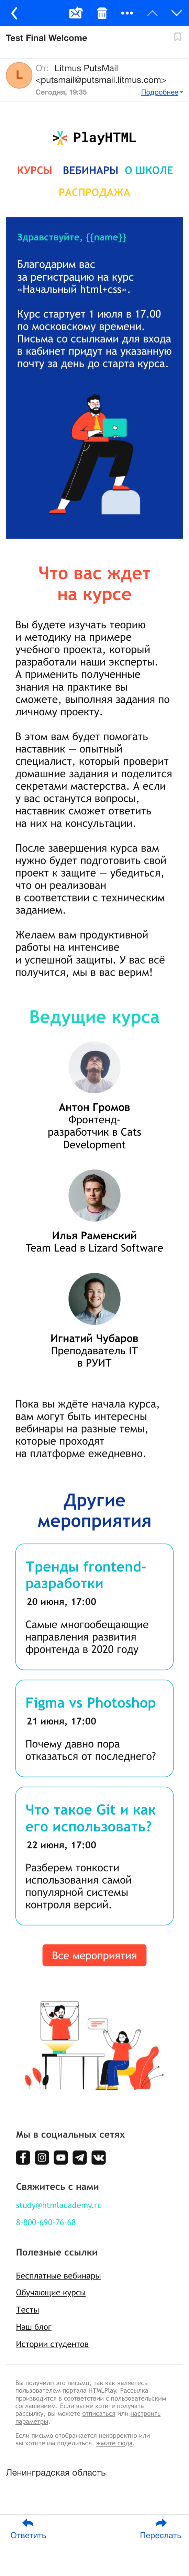 Test Final Welcome
L
От: Litmus PutsMail
<putsmail@putsmail.litmus.com>
Сегодня, 19:35
Подробнее
PlayHTML
КУРСЫ ВЕБИНАРЫ О ШКОЛЕ
РАСПРОДАЖА
Здравствуйте, {{name}}
Благодарим вас
за регистрацию на курс
«Начальный html+css».
Курс стартует 1 июля в 17.00
по московскому времени.
Письма со ссылками для входа
в кабинет придут на указанную
почту за день до старта курса.
Что вас ждет
на курсе
Вы будете изучать теорию
и методику на примере
учебного проекта, который
разработали наши эксперты.
А применить полученные
знания на практике вы
сможете, выполняя задания по
личному проекту.
В этом вам будет помогать
наставник — опытный
специалист, который проверит
домашние задания и поделится
секретами мастерства. А если
у вас останутся вопросы,
наставник сможет ответить
на них на консультации.
После завершения курса вам
нужно будет подготовить свой
проект к защите — убедиться,
что он реализован
в соответствии с техническим
заданием.
Желаем вам продуктивной
работы на интенсиве
и успешной защиты. У вас всё
получится, мы в вас верим!
Ведущие курса
Антон Громов
Фронтенд-
разработчик в Cats
Development
Илья Раменский
Team Lead в Lizard Software
Игнатий Чубаров
Преподаватель IT
в РУИТ
Пока вы ждёте начала курса,
вам могут быть интересны
вебинары на разные темы,
которые проходят
на платформе ежедневно.
Другие
мероприятия
Тренды frontend-
разработки
20 июня, 17:00
Самые многообещающие
направления развития
фронтенда в 2020 году
Figma vs Photoshop
21 июня, 17:00
Почему давно пора
отказаться от последнего?
Что такое Git и как
его использовать?
22 июня, 17:00
Разберем тонкости
использования самой
популярной системы
контроля версий.
Все мероприятия
Мы в социальных сетях
Свяжитесь с нами
study@htmlacademy.ru
8-800-690-76-68
Полезные ссылки
Бесплатные вебинары
Обучающие курсы
Тесты
Наш блог
Истории студентов
Вы получили это письмо, так как являетесь
пользователем портала HTMLPlay. Рассылка
производится в соответствии с пользовательским
соглашением. Если вы не хотите получать
рассылку, вы можете отписаться или настроить
параметры.
Если письмо отображается некорректно или
вы хотите им поделиться, жмите сюда.
Ленинградская область
Ответить
Переслать